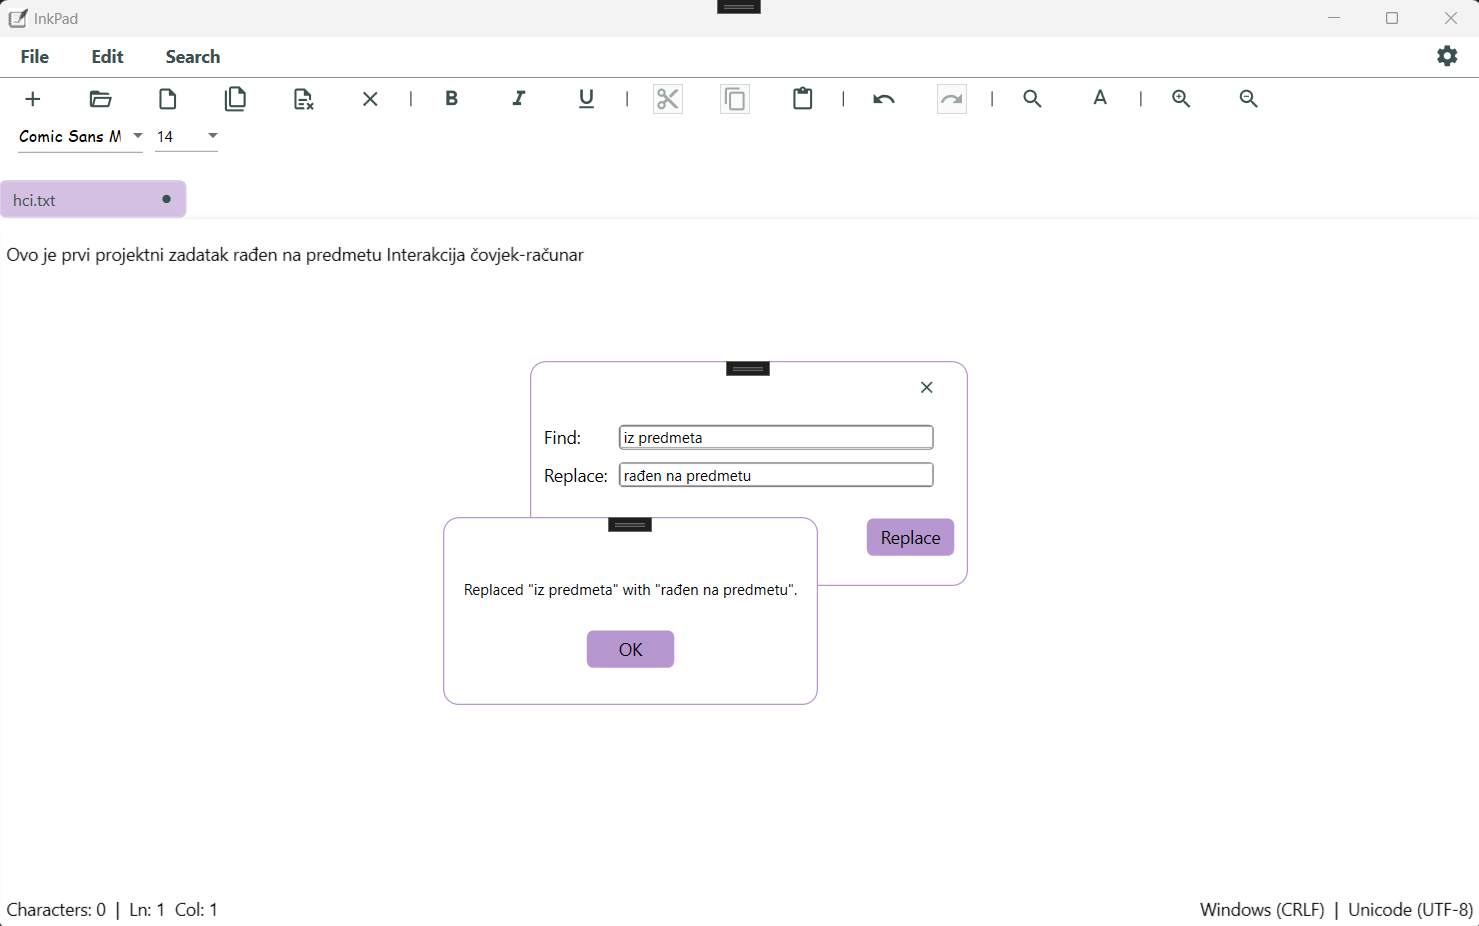 InkPad
File Edit Search
B I U A
Comic Sans M 14
hci.txt
Ovo je prvi projektni zadatak rađen na predmetu Interakcija čovjek-računar
Find: iz predmeta
Replace: rađen na predmetu
Replace
Replaced "iz predmeta" with "rađen na predmetu".
OK
Characters: 0 | Ln: 1 Col: 1 Windows (CRLF) | Unicode (UTF-8)